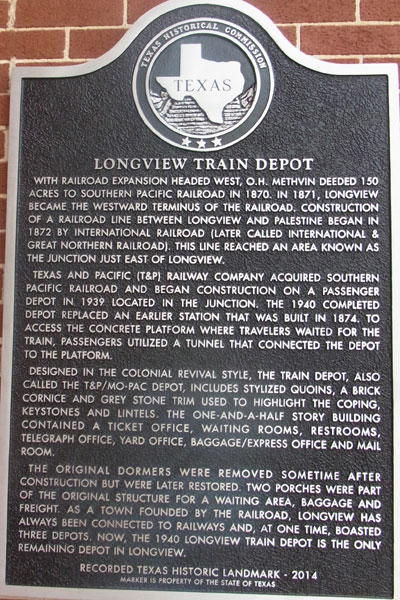 TEXAS HISTORICAL COMMISSION
TEXAS
LONGVIEW TRAIN DEPOT
WITH RAILROAD EXPANSION HEADED WEST, O.H. METHVIN DEEDED 150
ACRES TO SOUTHERN PACIFIC RAILROAD IN 1870. IN 1871, LONGVIEW
BECAME THE WESTWARD TERMINUS OF THE RAILROAD. CONSTRUCTION
OF A RAILROAD LINE BETWEEN LONGVIEW AND PALESTINE BEGAN IN
1872 BY INTERNATIONAL RAILROAD (LATER CALLED INTERNATIONAL &
GREAT NORTHERN RAILROAD). THIS LINE REACHED AN AREA KNOWN AS
THE JUNCTION JUST EAST OF LONGVIEW.
TEXAS AND PACIFIC (T&P) RAILWAY COMPANY ACQUIRED SOUTHERN
PACIFIC RAILROAD AND BEGAN CONSTRUCTION ON A PASSENGER
DEPOT IN 1939 LOCATED IN THE JUNCTION. THE 1940 COMPLETED
DEPOT REPLACED AN EARLIER STATION THAT WAS BUILT IN 1874. TO
ACCESS THE CONCRETE PLATFORM WHERE TRAVELERS WAITED FOR THE
TRAIN, PASSENGERS UTILIZED A TUNNEL THAT CONNECTED THE DEPOT
TO THE PLATFORM.
DESIGNED IN THE COLONIAL REVIVAL STYLE, THE TRAIN DEPOT, ALSO
CALLED THE T&P/MO-PAC DEPOT, INCLUDES STYLIZED QUOINS, A BRICK
CORNICE AND GREY STONE TRIM USED TO HIGHLIGHT THE COPING,
KEYSTONES AND LINTELS. THE ONE-AND-A-HALF STORY BUILDING
CONTAINED A TICKET OFFICE, WAITING ROOMS, RESTROOMS,
TELEGRAPH OFFICE, YARD OFFICE, BAGGAGE/EXPRESS OFFICE AND MAIL
ROOM.
THE ORIGINAL DORMERS WERE REMOVED SOMETIME AFTER
CONSTRUCTION BUT WERE LATER RESTORED. TWO PORCHES WERE PART
OF THE ORIGINAL STRUCTURE FOR A WAITING AREA, BAGGAGE AND
FREIGHT. AS A TOWN FOUNDED BY THE RAILROAD, LONGVIEW HAS
ALWAYS BEEN CONNECTED TO RAILWAYS AND, AT ONE TIME, BOASTED
THREE DEPOTS. NOW, THE 1940 LONGVIEW TRAIN DEPOT IS THE ONLY
REMAINING DEPOT IN LONGVIEW.
RECORDED TEXAS HISTORIC LANDMARK - 2014
MARKER IS PROPERTY OF THE STATE OF TEXAS